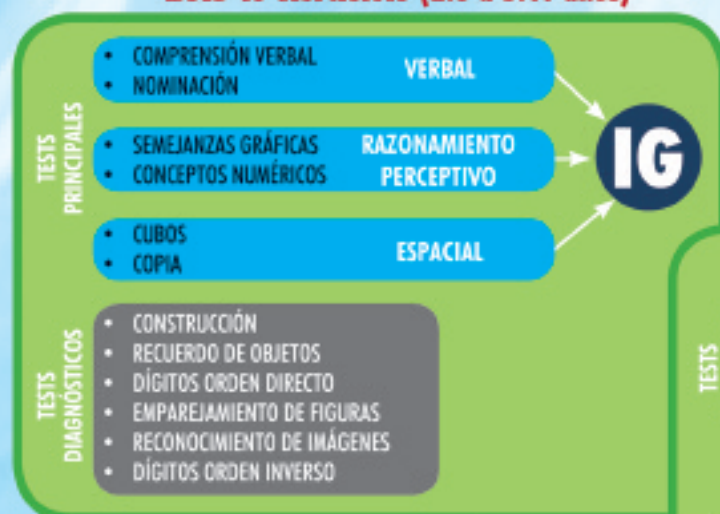 TESTS
PRINCIPALES
• COMPRENSIÓN VERBAL
• NOMINACIÓN
VERBAL
• SEMEJANZAS GRÁFICAS
• CONCEPTOS NUMÉRICOS
RAZONAMIENTO
PERCEPTIVO
• CUBOS
• COPIA
ESPACIAL
IG
TESTS
DIAGNÓSTICOS
• CONSTRUCCIÓN
• RECUERDO DE OBJETOS
• DÍGITOS ORDEN DIRECTO
• EMPAREJAMIENTO DE FIGURAS
• RECONOCIMIENTO DE IMÁGENES
• DÍGITOS ORDEN INVERSO
TESTS